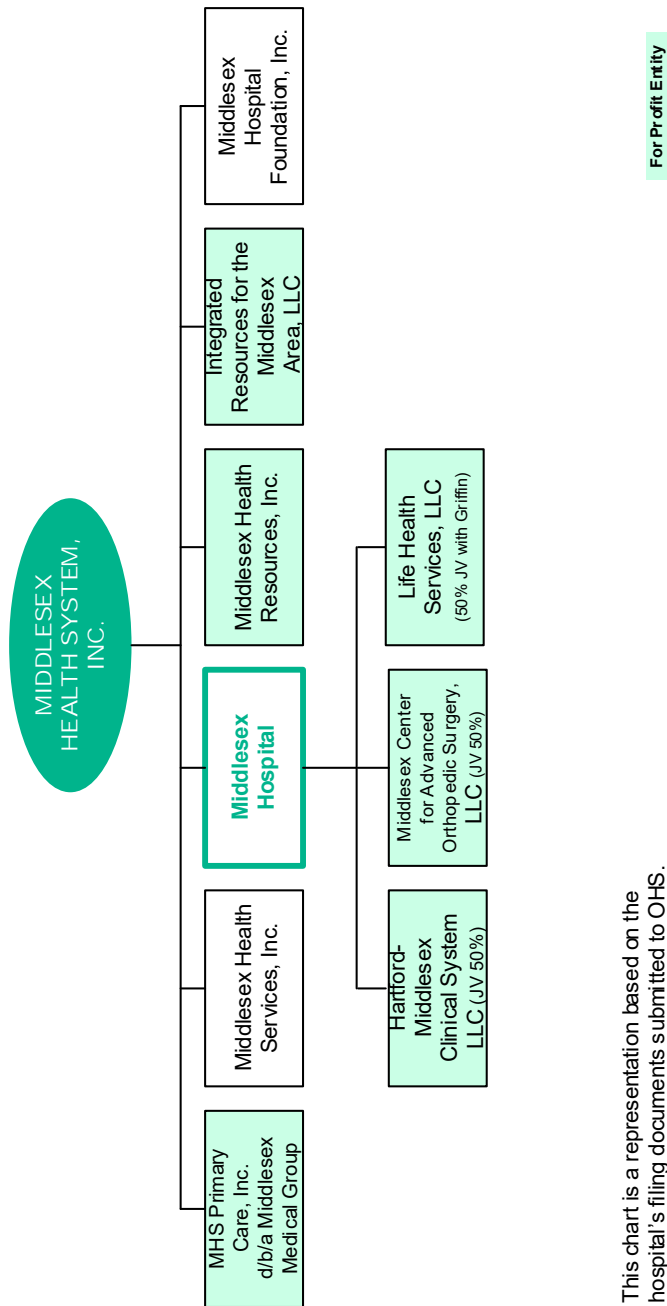 MIDDLESEX
HEALTH SYSTEM,
INC.
MHS Primary
Care, Inc.
d/b/a Middlesex
Medical Group
Middlesex Health
Services, Inc.
Middlesex
Hospital
Middlesex Health
Resources, Inc.
Integrated
Resources for the
Middlesex
Area, LLC
Middlesex
Hospital
Foundation, Inc.
Hartford-
Middlesex
Clinical System
LLC (JV 50%)
Middlesex Center
for Advanced
Orthopedic Surgery,
LLC (JV 50%)
Life Health
Services, LLC
(50% JV with Griffin)
This chart is a representation based on the
hospital's filing documents submitted to OHS.
For Profit Entity